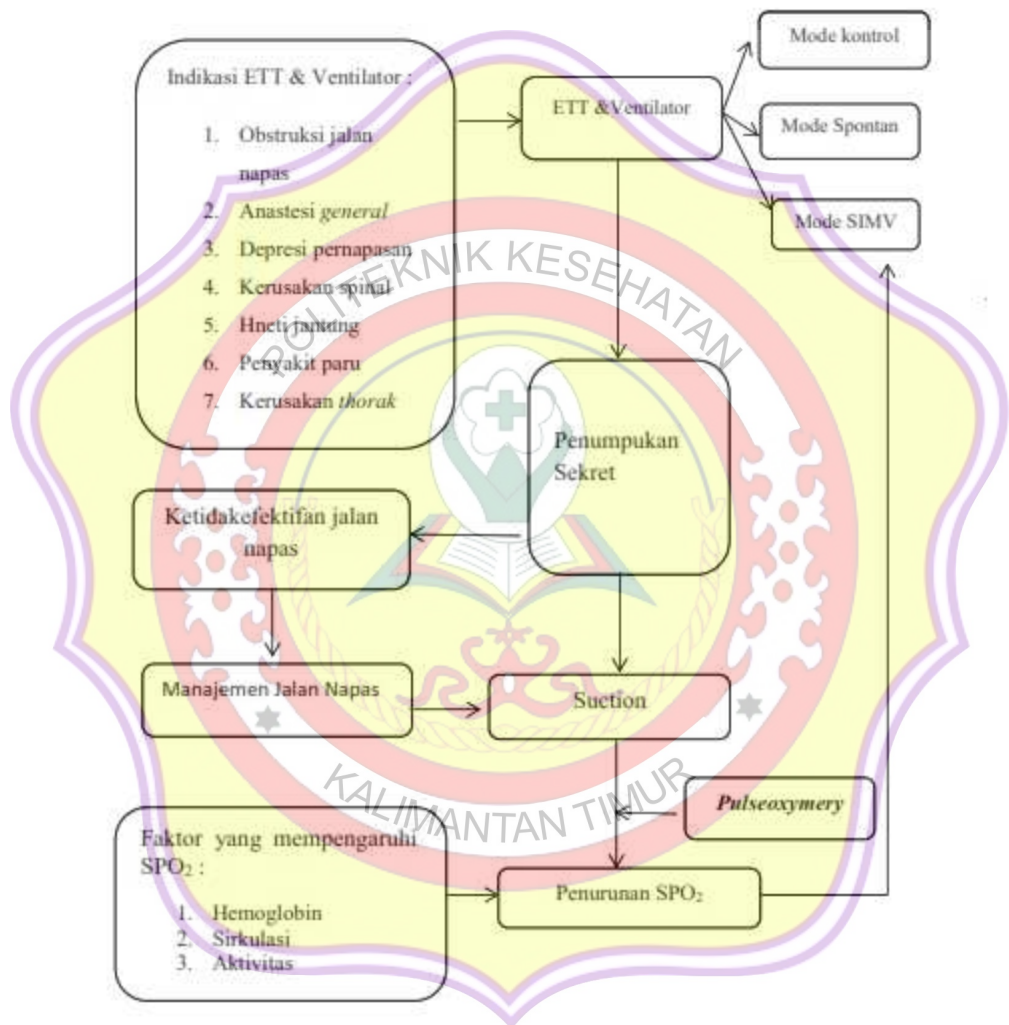 Indikasi ETT & Ventilator :
1. Obstruksi jalan
napas
2. Anastesi general
3. Depresi pernapasan
4. Kerusakan spinal
5. Hneti jantung
6. Penyakit paru
7. Kerusakan thorak
ETT &Ventilator
Mode kontrol
Mode Spontan
Mode SIMV
Penumpukan
Sekret
Ketidakefektifan jalan
napas
Manajemen Jalan Napas
Suction
Pulseoxymery
Faktor yang mempengaruhi
SPO₂ :
1. Hemoglobin
2. Sirkulasi
3. Aktivitas
Penurunan SPO₂
POLITEKNIK KESEHATAN
KALIMANTAN TIMUR